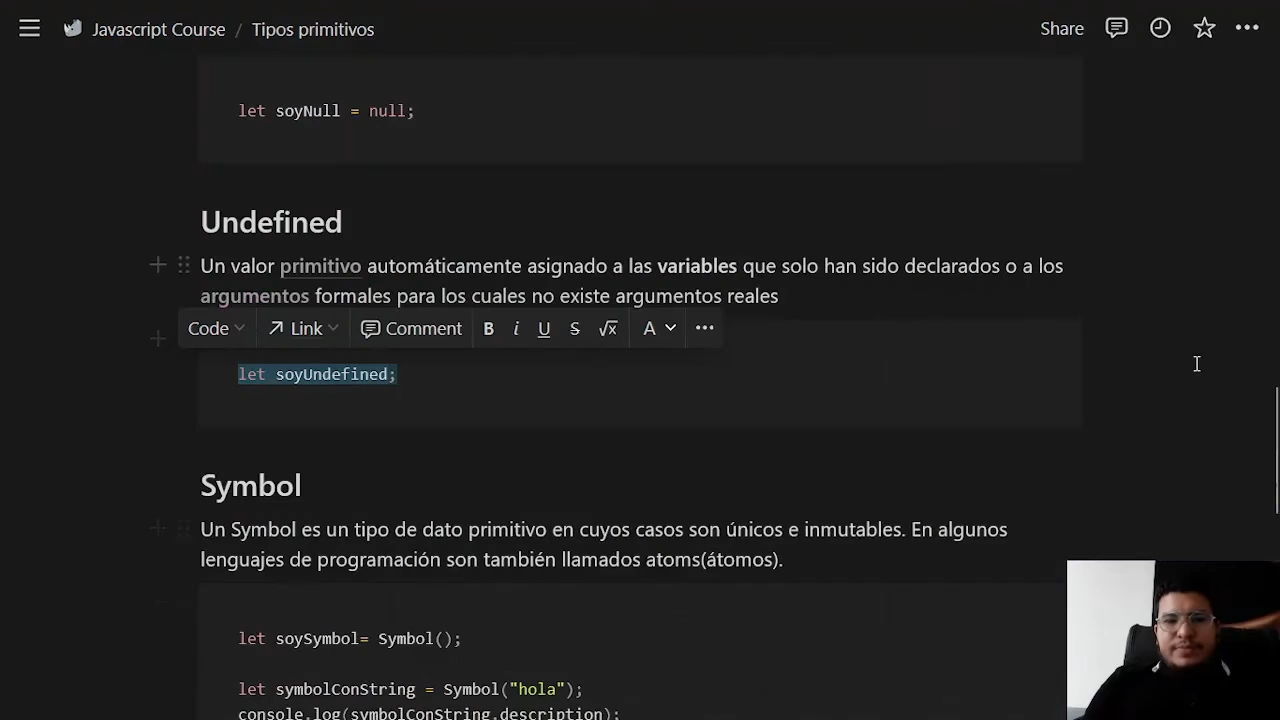 Javascript Course / Tipos primitivos
Share
let soyNull = null;
Undefined
Un valor primitivo automáticamente asignado a las variables que solo han sido declarados o a los
argumentos formales para los cuales no existe argumentos reales
Code Link Comment B i U S √x A
let soyUndefined;
Symbol
Un Symbol es un tipo de dato primitivo en cuyos casos son únicos e inmutables. En algunos
lenguajes de programación son también llamados atoms(átomos).
let soySymbol= Symbol();
let symbolConString = Symbol("hola");
console.log(symbolConString.description);